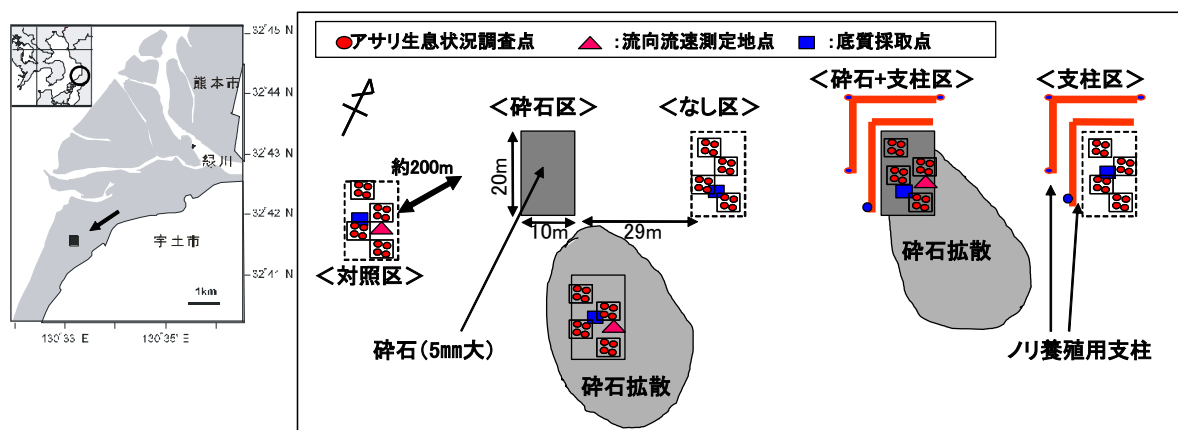 32°45'N
32°44'N
32°43'N
32°42'N
32°41'N
熊本市
緑川
宇土市
1km
130°33' E
130°35' E
アサリ生息状況調査点
:流向流速測定地点
:底質採取点
<砕石区>
<なし区>
<砕石+支柱区>
<支柱区>
約200m
20m
10m
29m
<対照区>
砕石(5mm大)
砕石拡散
砕石拡散
ノリ養殖用支柱